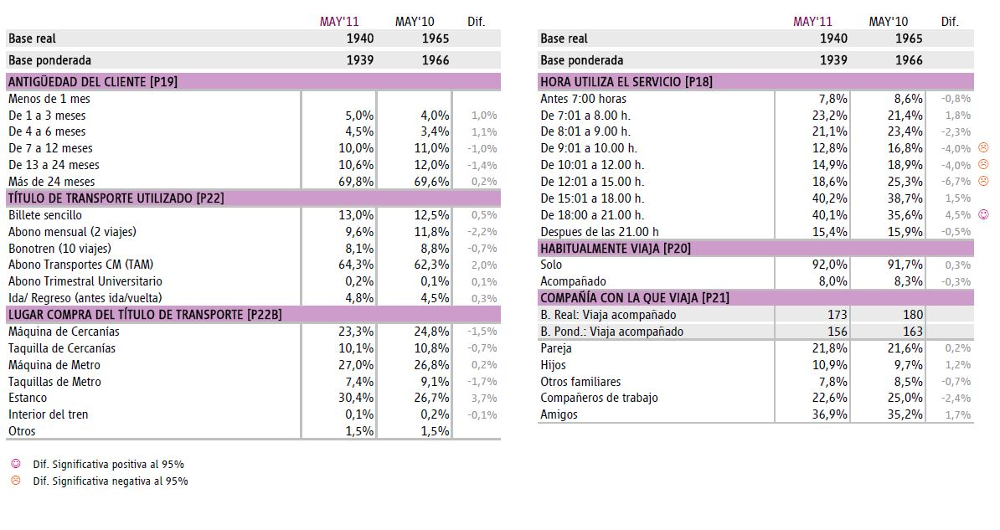 MAY'11 MAY'10 Dif.
Base real 1940 1965
Base ponderada 1939 1966
ANTIGÜEDAD DEL CLIENTE [P19]
Menos de 1 mes
De 1 a 3 meses 5,0% 4,0% 1,0%
De 4 a 6 meses 4,5% 3,4% 1,1%
De 7 a 12 meses 10,0% 11,0% -1,0%
De 13 a 24 meses 10,6% 12,0% -1,4%
Más de 24 meses 69,8% 69,6% 0,2%
TÍTULO DE TRANSPORTE UTILIZADO [P22]
Billete sencillo 13,0% 12,5% 0,5%
Abono mensual (2 viajes) 9,6% 11,8% -2,2%
Bonotren (10 viajes) 8,1% 8,8% -0,7%
Abono Transportes CM (TAM) 64,3% 62,3% 2,0%
Abono Trimestral Universitario 0,2% 0,1% 0,1%
Ida/ Regreso (antes ida/vuelta) 4,8% 4,5% 0,3%
LUGAR COMPRA DEL TÍTULO DE TRANSPORTE [P22B]
Máquina de Cercanías 23,3% 24,8% -1,5%
Taquilla de Cercanías 10,1% 10,8% -0,7%
Máquina de Metro 27,0% 26,8% 0,2%
Taquillas de Metro 7,4% 9,1% -1,7%
Estanco 30,4% 26,7% 3,7%
Interior del tren 0,1% 0,2% -0,1%
Otros 1,5% 1,5%
Dif. Significativa positiva al 95%
Dif. Significativa negativa al 95%
MAY'11 MAY'10 Dif.
Base real 1940 1965
Base ponderada 1939 1966
HORA UTILIZA EL SERVICIO [P18]
Antes 7:00 horas 7,8% 8,6% -0,8%
De 7:01 a 8.00 h. 23,2% 21,4% 1,8%
De 8:01 a 9.00 h. 21,1% 23,4% -2,3%
De 9:01 a 10.00 h. 12,8% 16,8% -4,0%
De 10:01 a 12.00 h. 14,9% 18,9% -4,0%
De 12:01 a 15.00 h. 18,6% 25,3% -6,7%
De 15:01 a 18.00 h. 40,2% 38,7% 1,5%
De 18:00 a 21.00 h. 40,1% 35,6% 4,5%
Despues de las 21.00 h 15,4% 15,9% -0,5%
HABITUALMENTE VIAJA [P20]
Solo 92,0% 91,7% 0,3%
Acompañado 8,0% 8,3% -0,3%
COMPAÑÍA CON LA QUE VIAJA [P21]
B. Real: Viaja acompañado 173 180
B. Pond.: Viaja acompañado 156 163
Pareja 21,8% 21,6% 0,2%
Hijos 10,9% 9,7% 1,2%
Otros familiares 7,8% 8,5% -0,7%
Compañeros de trabajo 22,6% 25,0% -2,4%
Amigos 36,9% 35,2% 1,7%